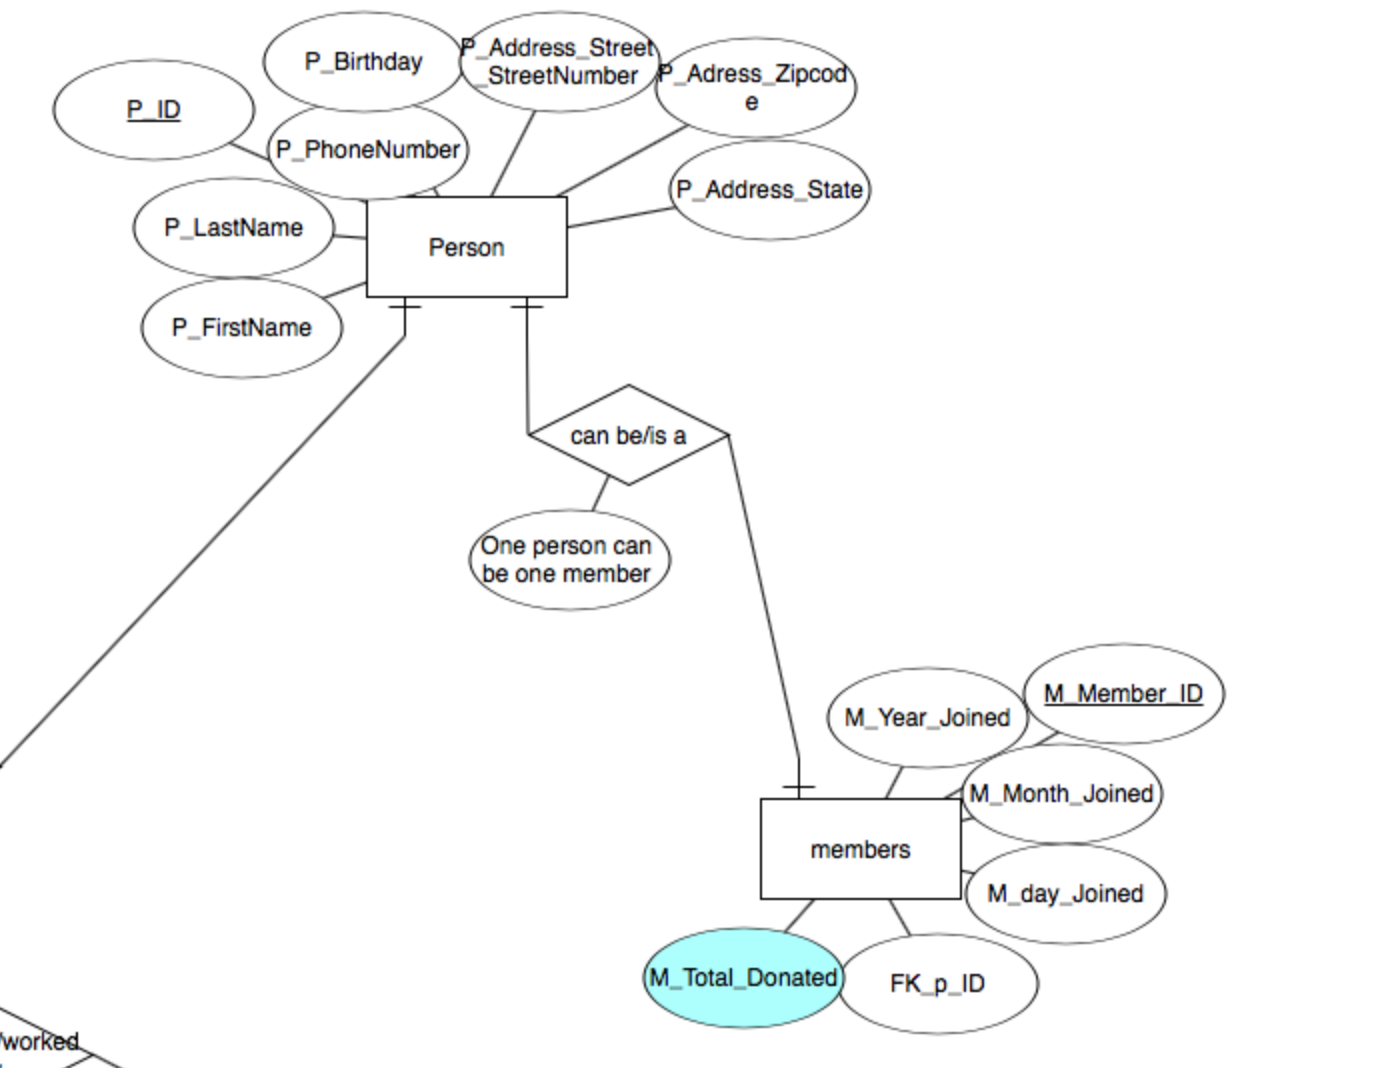 P_Birthday
P_Address_Street
_StreetNumber
P_Adress_Zipcod
e
P_ID
P_PhoneNumber
P_Address_State
P_LastName
Person
P_FirstName
can be/is a
One person can
be one member
M_Member_ID
M_Year_Joined
M_Month_Joined
members
M_day_Joined
M_Total_Donated
FK_p_ID
/worked